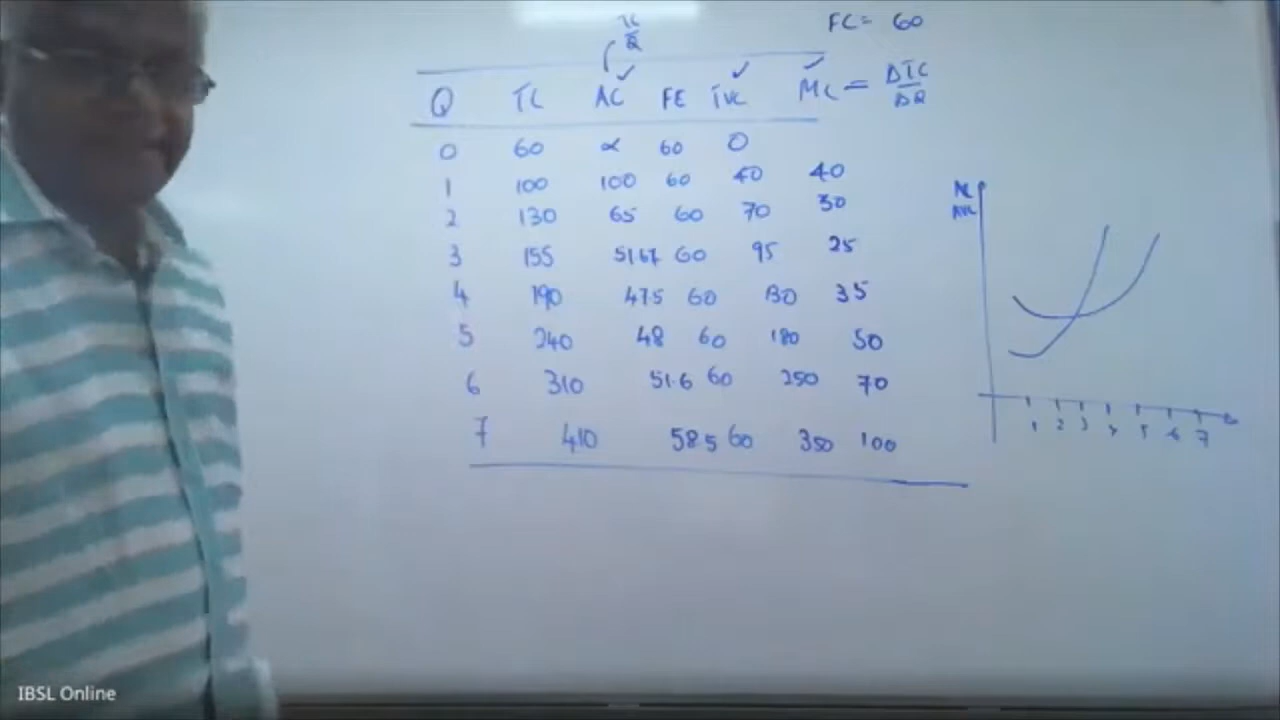 TC
Q
FC = 60
Q TC AC FC TVC MC = ΔTC
ΔQ
0 60 ∝ 60 0
1 100 100 60 40 40
2 130 65 60 70 30
3 155 51.67 60 95 25
4 190 47.5 60 130 35
5 240 48 60 180 50
6 310 51.6 60 250 70
7 410 58.5 60 350 100
1 2 3 4 5 6 7
IBSL Online